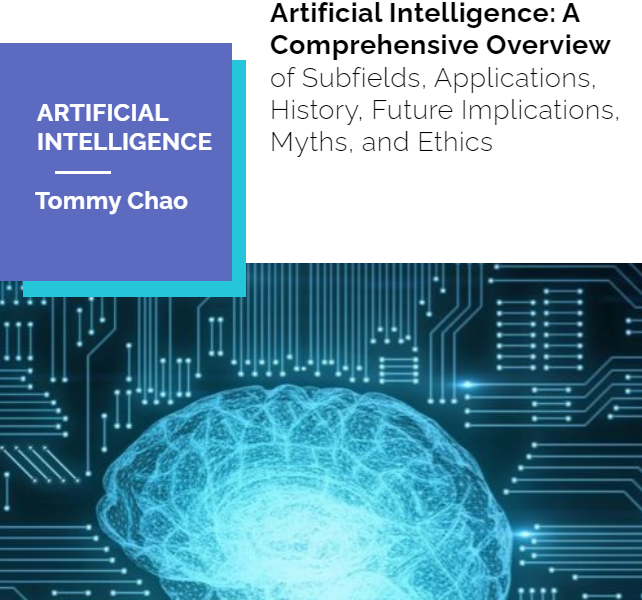 Artificial Intelligence: A
Comprehensive Overview
of Subfields, Applications,
History, Future Implications,
Myths, and Ethics
ARTIFICIAL
INTELLIGENCE
Tommy Chao